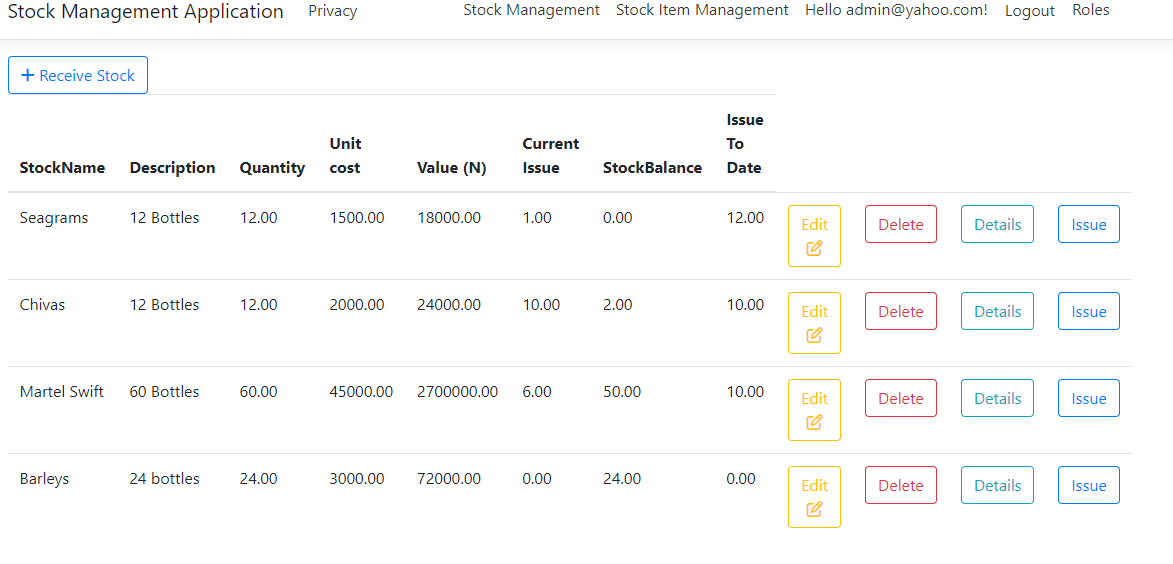 Stock Management Application Privacy Stock Management Stock Item Management Hello admin@yahoo.com! Logout Roles
+ Receive Stock
StockName Description Quantity Unit cost Value (N) Current Issue StockBalance Issue To Date
Seagrams 12 Bottles 12.00 1500.00 18000.00 1.00 0.00 12.00 Edit Delete Details Issue
Chivas 12 Bottles 12.00 2000.00 24000.00 10.00 2.00 10.00 Edit Delete Details Issue
Martel Swift 60 Bottles 60.00 45000.00 2700000.00 6.00 50.00 10.00 Edit Delete Details Issue
Barleys 24 bottles 24.00 3000.00 72000.00 0.00 24.00 0.00 Edit Delete Details Issue